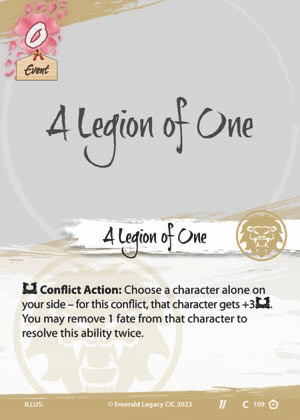 Event
A Legion of One
A Legion of One
Conflict Action: Choose a character alone on
your side – for this conflict, that character gets +3.
You may remove 1 fate from that character to
resolve this ability twice.
ILLUS: © Emerald Legacy CIC 2023 C 109